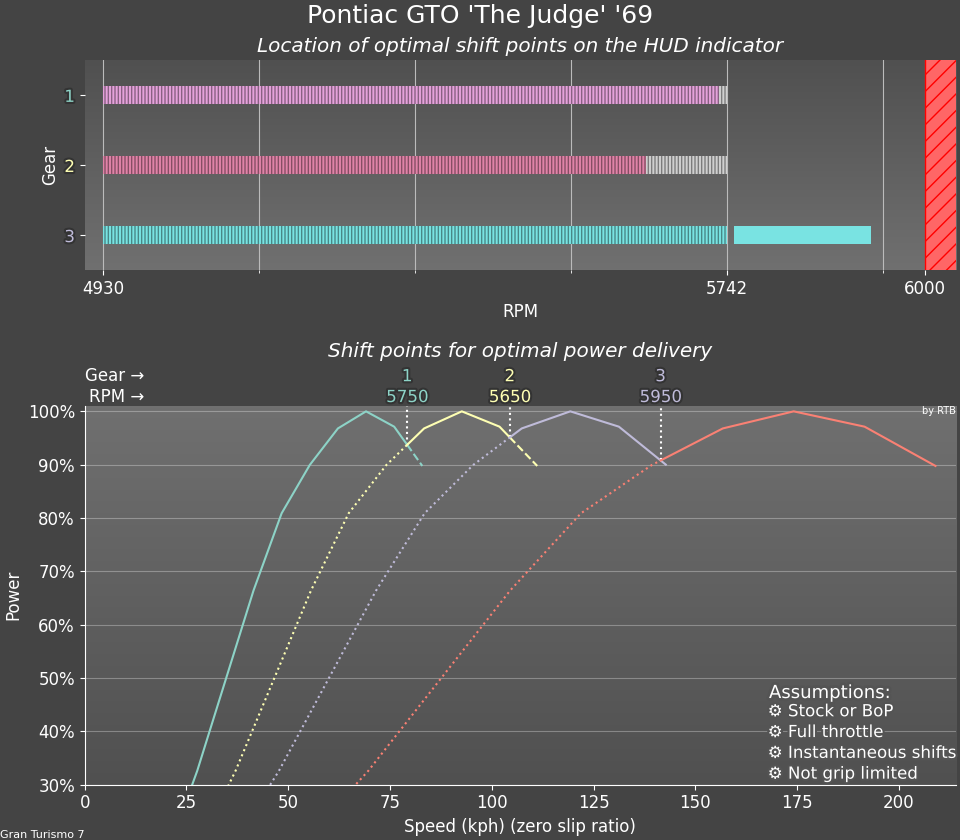 Pontiac GTO 'The Judge' '69
Location of optimal shift points on the HUD indicator
Gear
1
2
3
4930 5742 6000
RPM
Shift points for optimal power delivery
Gear → 1 2 3
RPM → 5750 5650 5950
by RTB
100%
90%
80%
70%
60%
50%
40%
30%
Power
Assumptions:
⚙ Stock or BoP
⚙ Full throttle
⚙ Instantaneous shifts
⚙ Not grip limited
0 25 50 75 100 125 150 175 200
Speed (kph) (zero slip ratio)
Gran Turismo 7